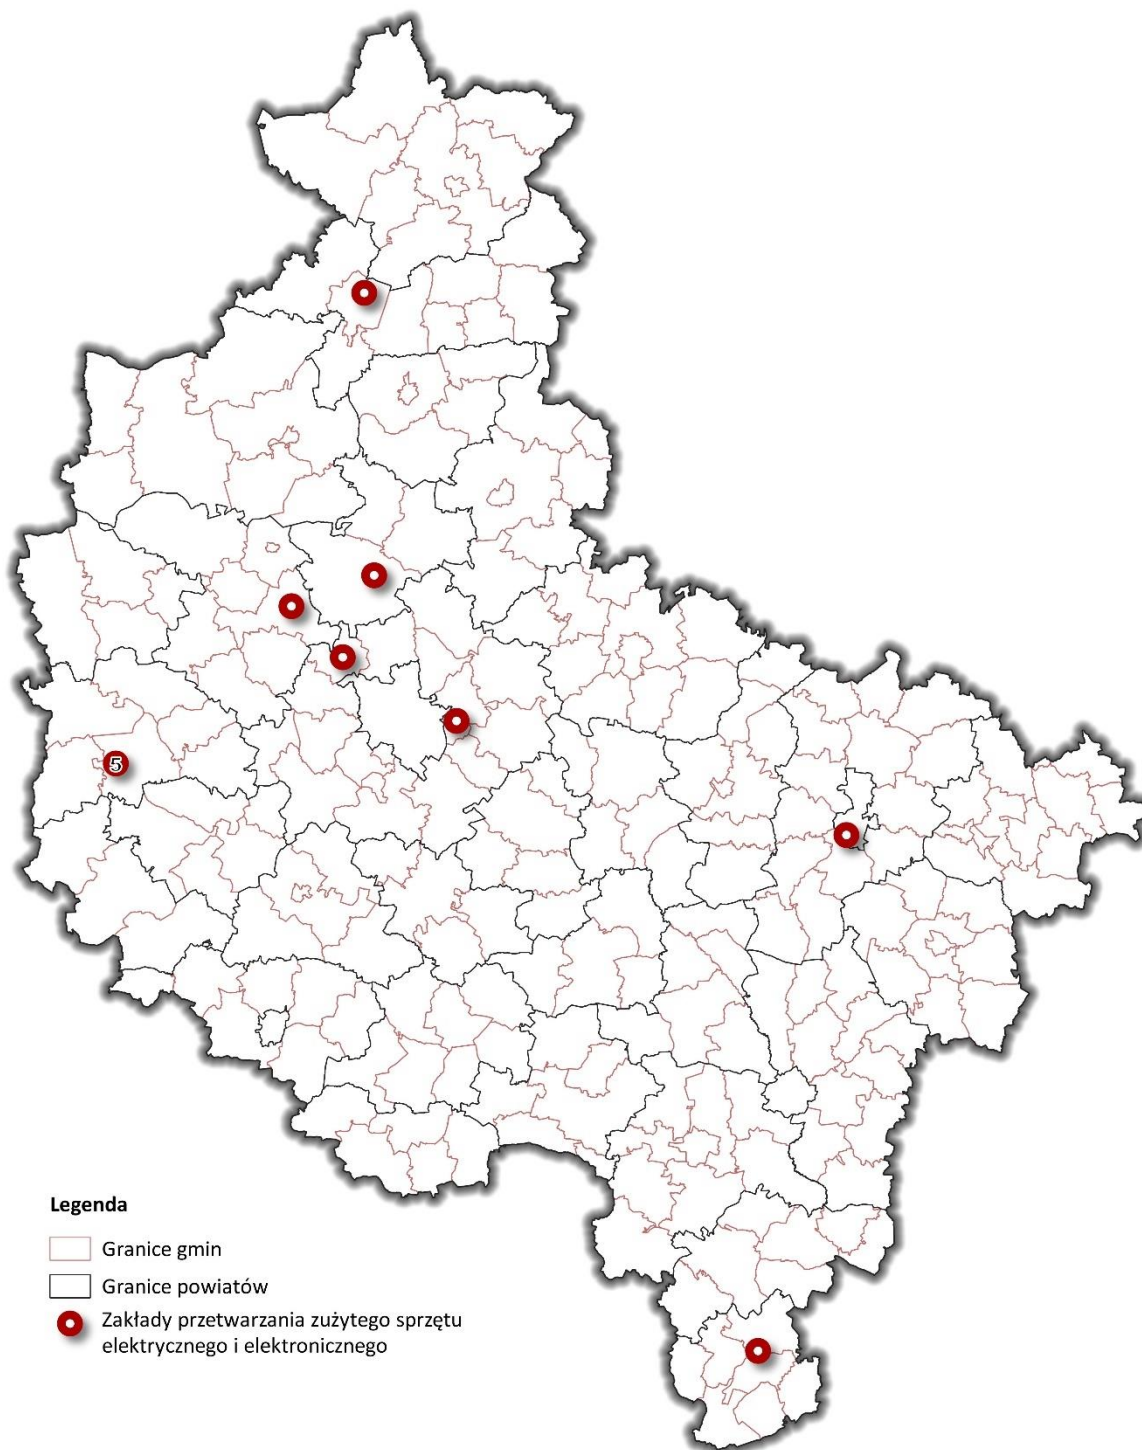 5
Legenda
Granice gmin
Granice powiatów
Zakłady przetwarzania zużytego sprzętu
elektrycznego i elektronicznego